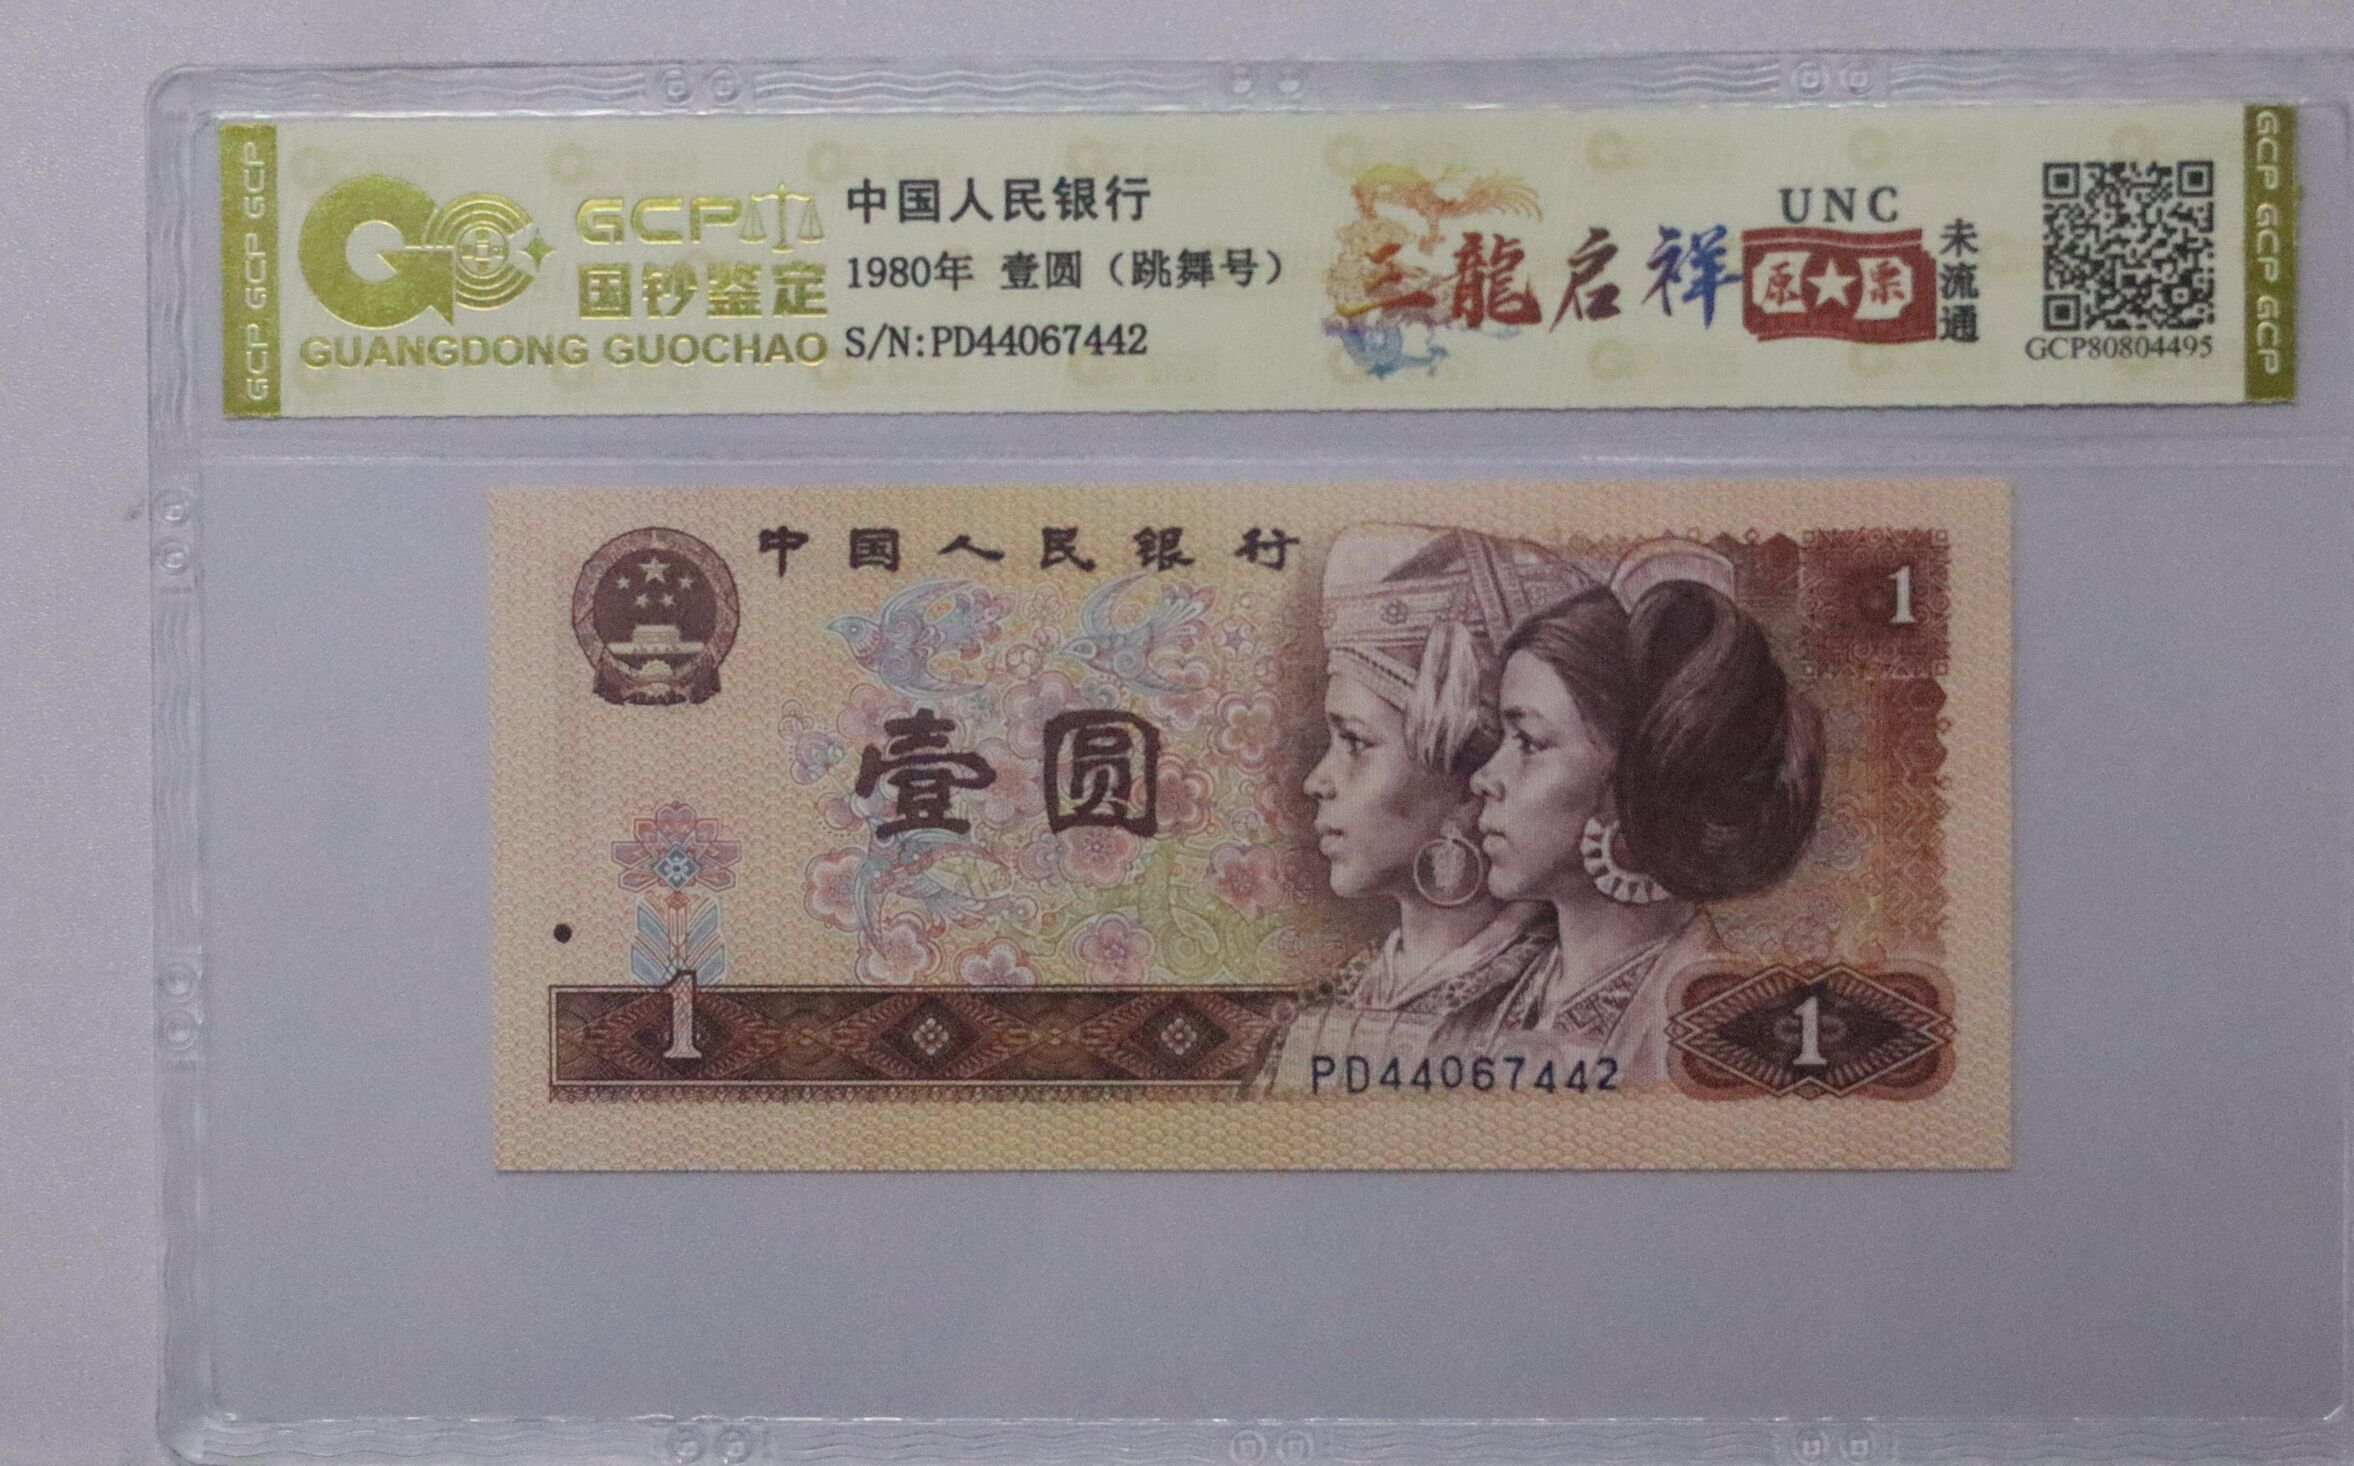 GCP GCP GCP
GCP
国钞鉴定
GUANGDONG GUOCHAO
中国人民银行
1980年 壹圆（跳舞号）
S/N:PD44067442
三龍启祥
UNC
原★票
未流通
GCP80804495
GCP GCP GCP
中国人民银行
1
壹圆
1
1
PD44067442